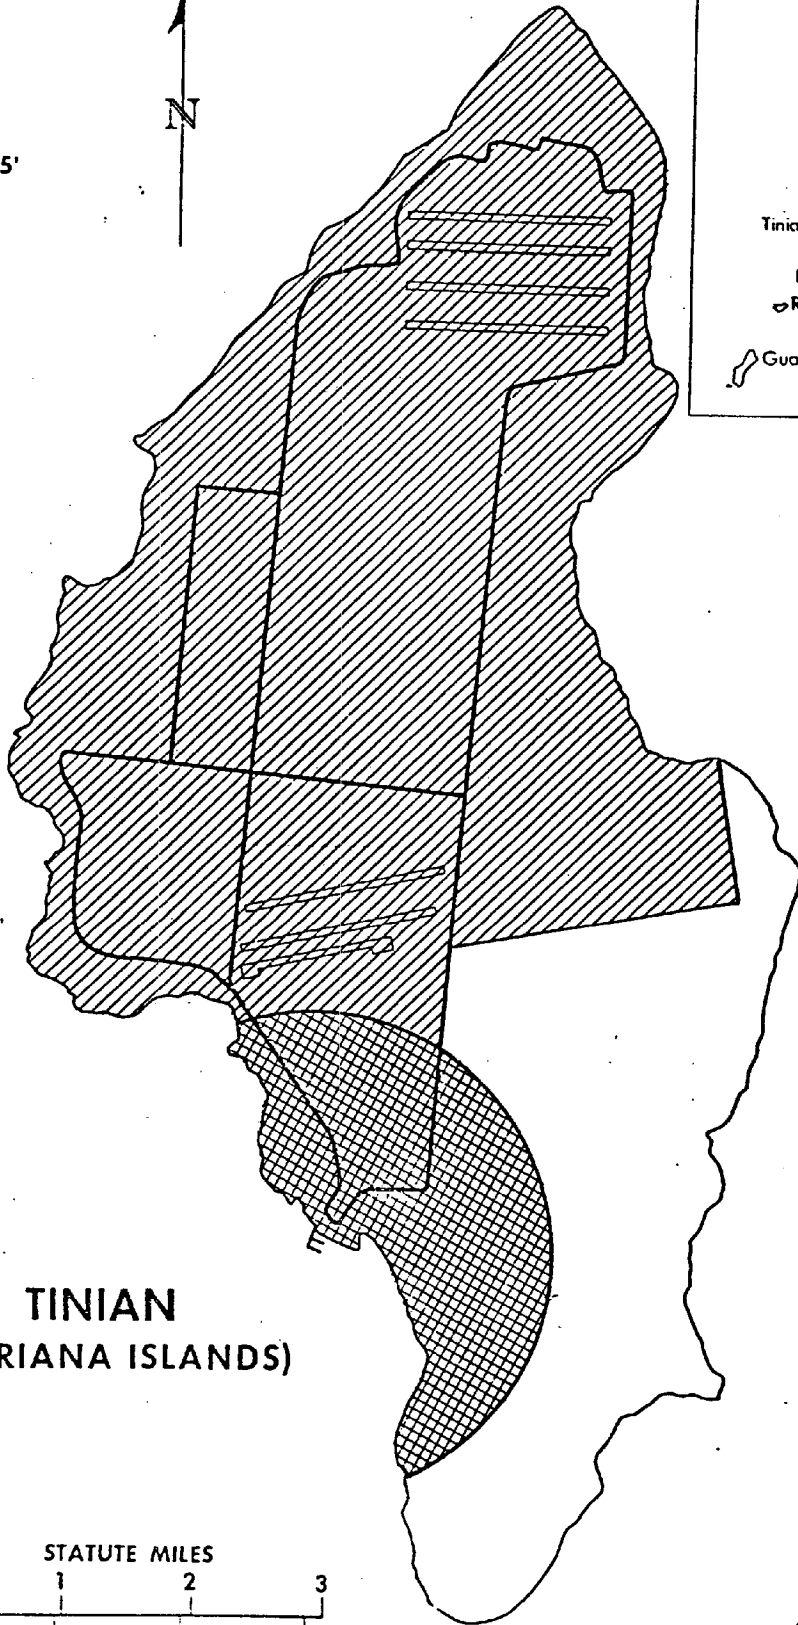 N
5'
Tinia
R
Gua
'
TINIAN
RIANA ISLANDS)
STATUTE MILES
1 2 3